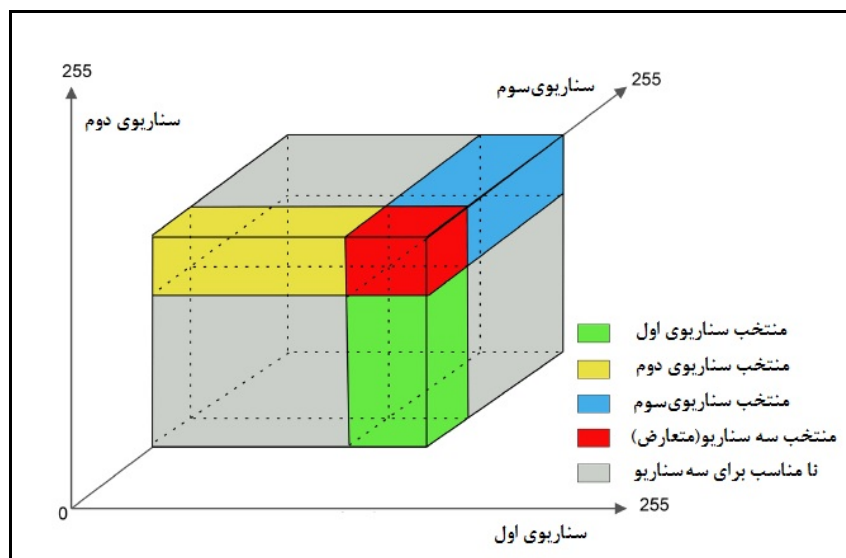 255
سناریوی دوم
سناریوی سوم
255
منتخب سناریوی اول
منتخب سناریوی دوم
منتخب سناریوی سوم
منتخب سه سناریو(متعارض)
نا مناسب برای سه سناریو
0
255
سناریوی اول